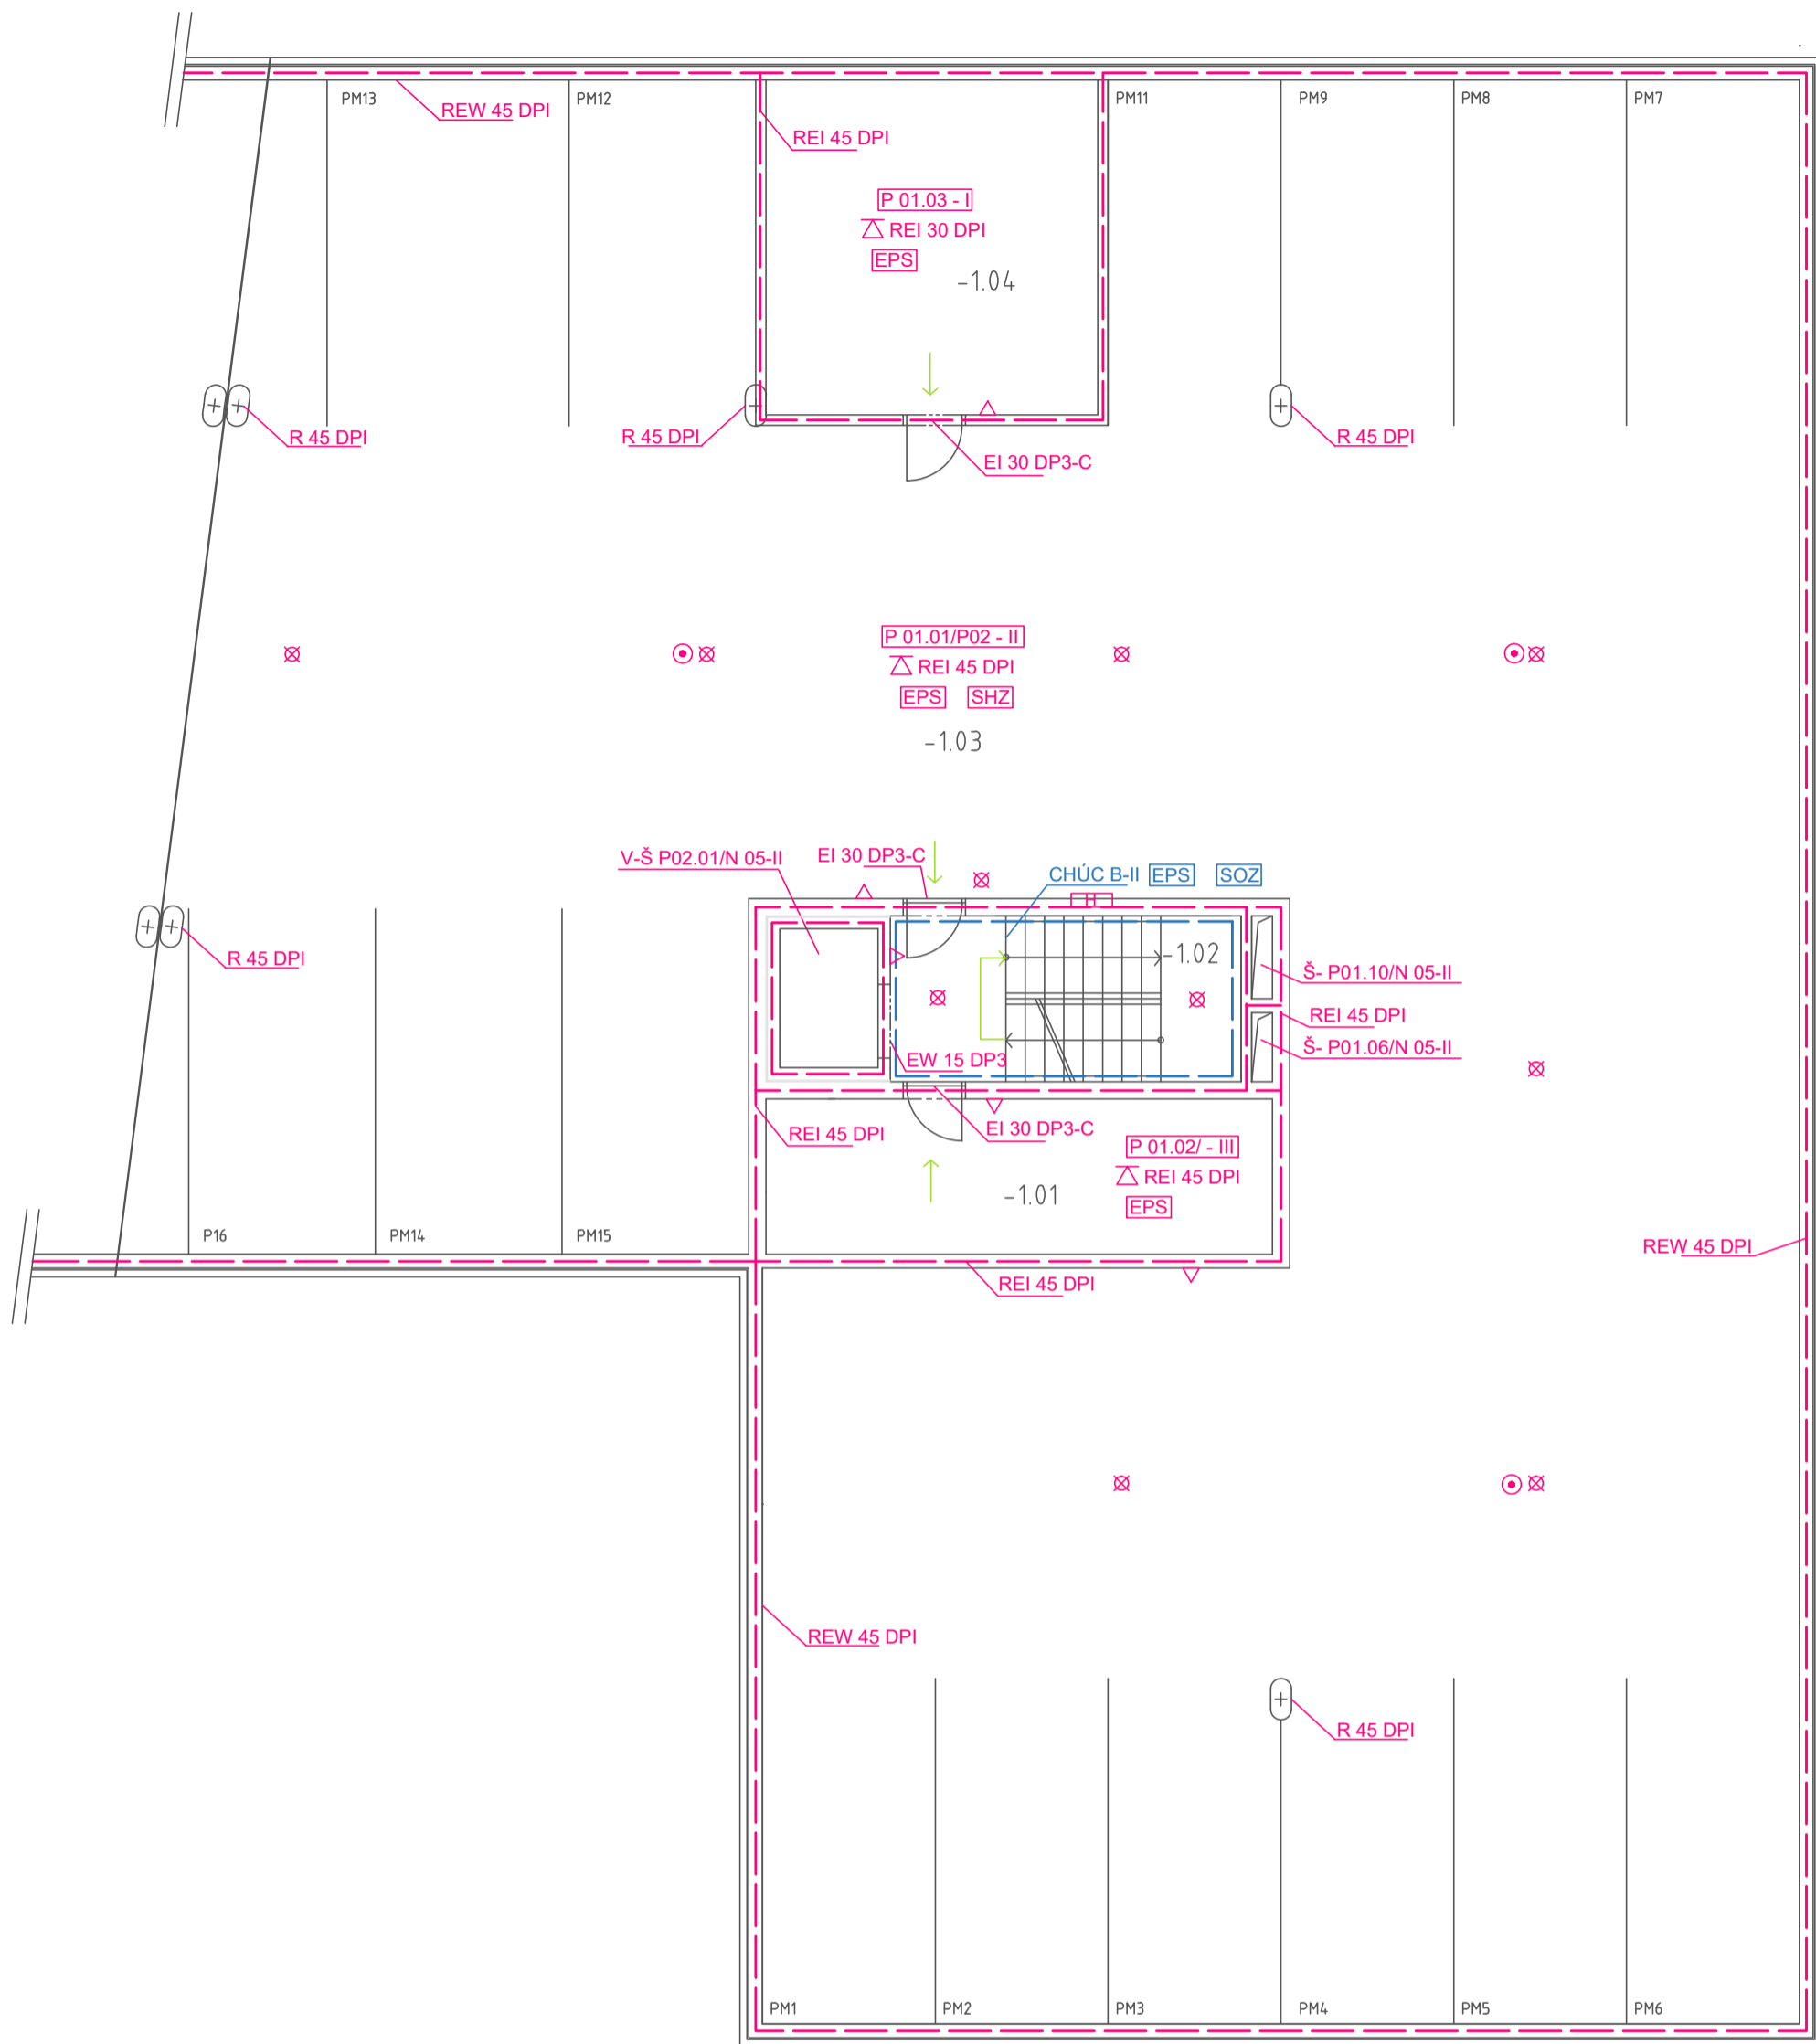 PM13
PM12
PM11
PM9
PM8
PM7
REW 45 DPI
REI 45 DPI
P 01.03 - I
REI 30 DPI
EPS
-1.04
R 45 DPI
R 45 DPI
R 45 DPI
EI 30 DP3-C
P 01.01/P02 - II
REI 45 DPI
EPS SHZ
-1.03
V-Š P02.01/N 05-II
EI 30 DP3-C
CHÚC B-II EPS SOZ
H
-1.02
R 45 DPI
Š- P01.10/N 05-II
REI 45 DPI
Š- P01.06/N 05-II
EW 15 DP3
REI 45 DPI
EI 30 DP3-C
P 01.02/ - III
REI 45 DPI
EPS
-1.01
P16
PM14
PM15
REW 45 DPI
REI 45 DPI
REW 45 DPI
R 45 DPI
PM1
PM2
PM3
PM4
PM5
PM6